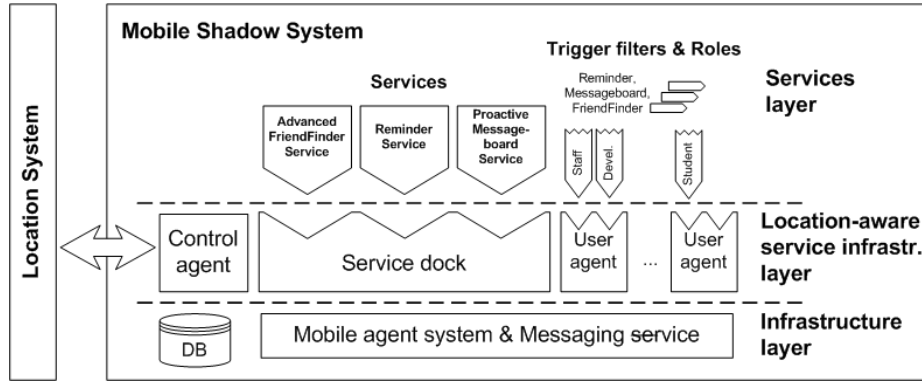 Location System
Mobile Shadow System
Trigger filters & Roles
Services
Reminder,
Messageboard,
FriendFinder
Services
layer
Advanced
FriendFinder
Service
Reminder
Service
Proactive
Message-
board
Service
Staff
Devel.
Student
Control
agent
Service dock
User
agent
...
User
agent
Location-aware
service infrastr.
layer
DB
Mobile agent system & Messaging service
Infrastructure
layer